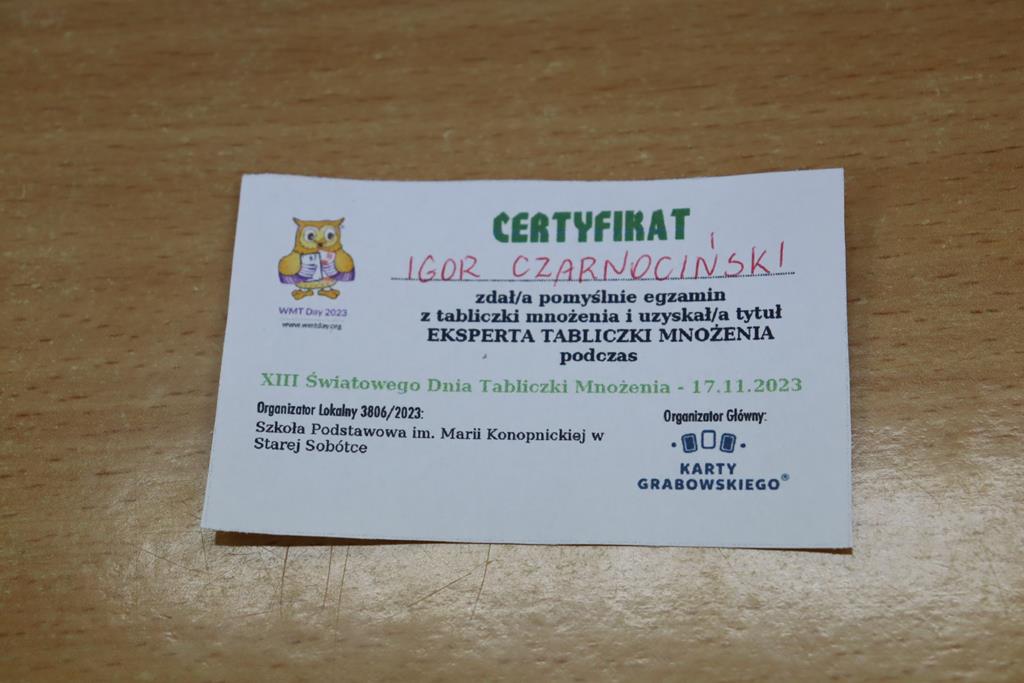 CERTYFIKAT
IGOR CZARNOCIŃSKI
zdał/a pomyślnie egzamin
z tabliczki mnożenia i uzyskał/a tytuł
EKSPERTA TABLICZKI MNOŻENIA
podczas
WMT Day 2023
www.wmtday.org
XIII Światowego Dnia Tabliczki Mnożenia - 17.11.2023
Organizator Lokalny 3806/2023:
Szkoła Podstawowa im. Marii Konopnickiej w
Starej Sobótce
Organizator Główny:
KARTY
GRABOWSKIEGO®